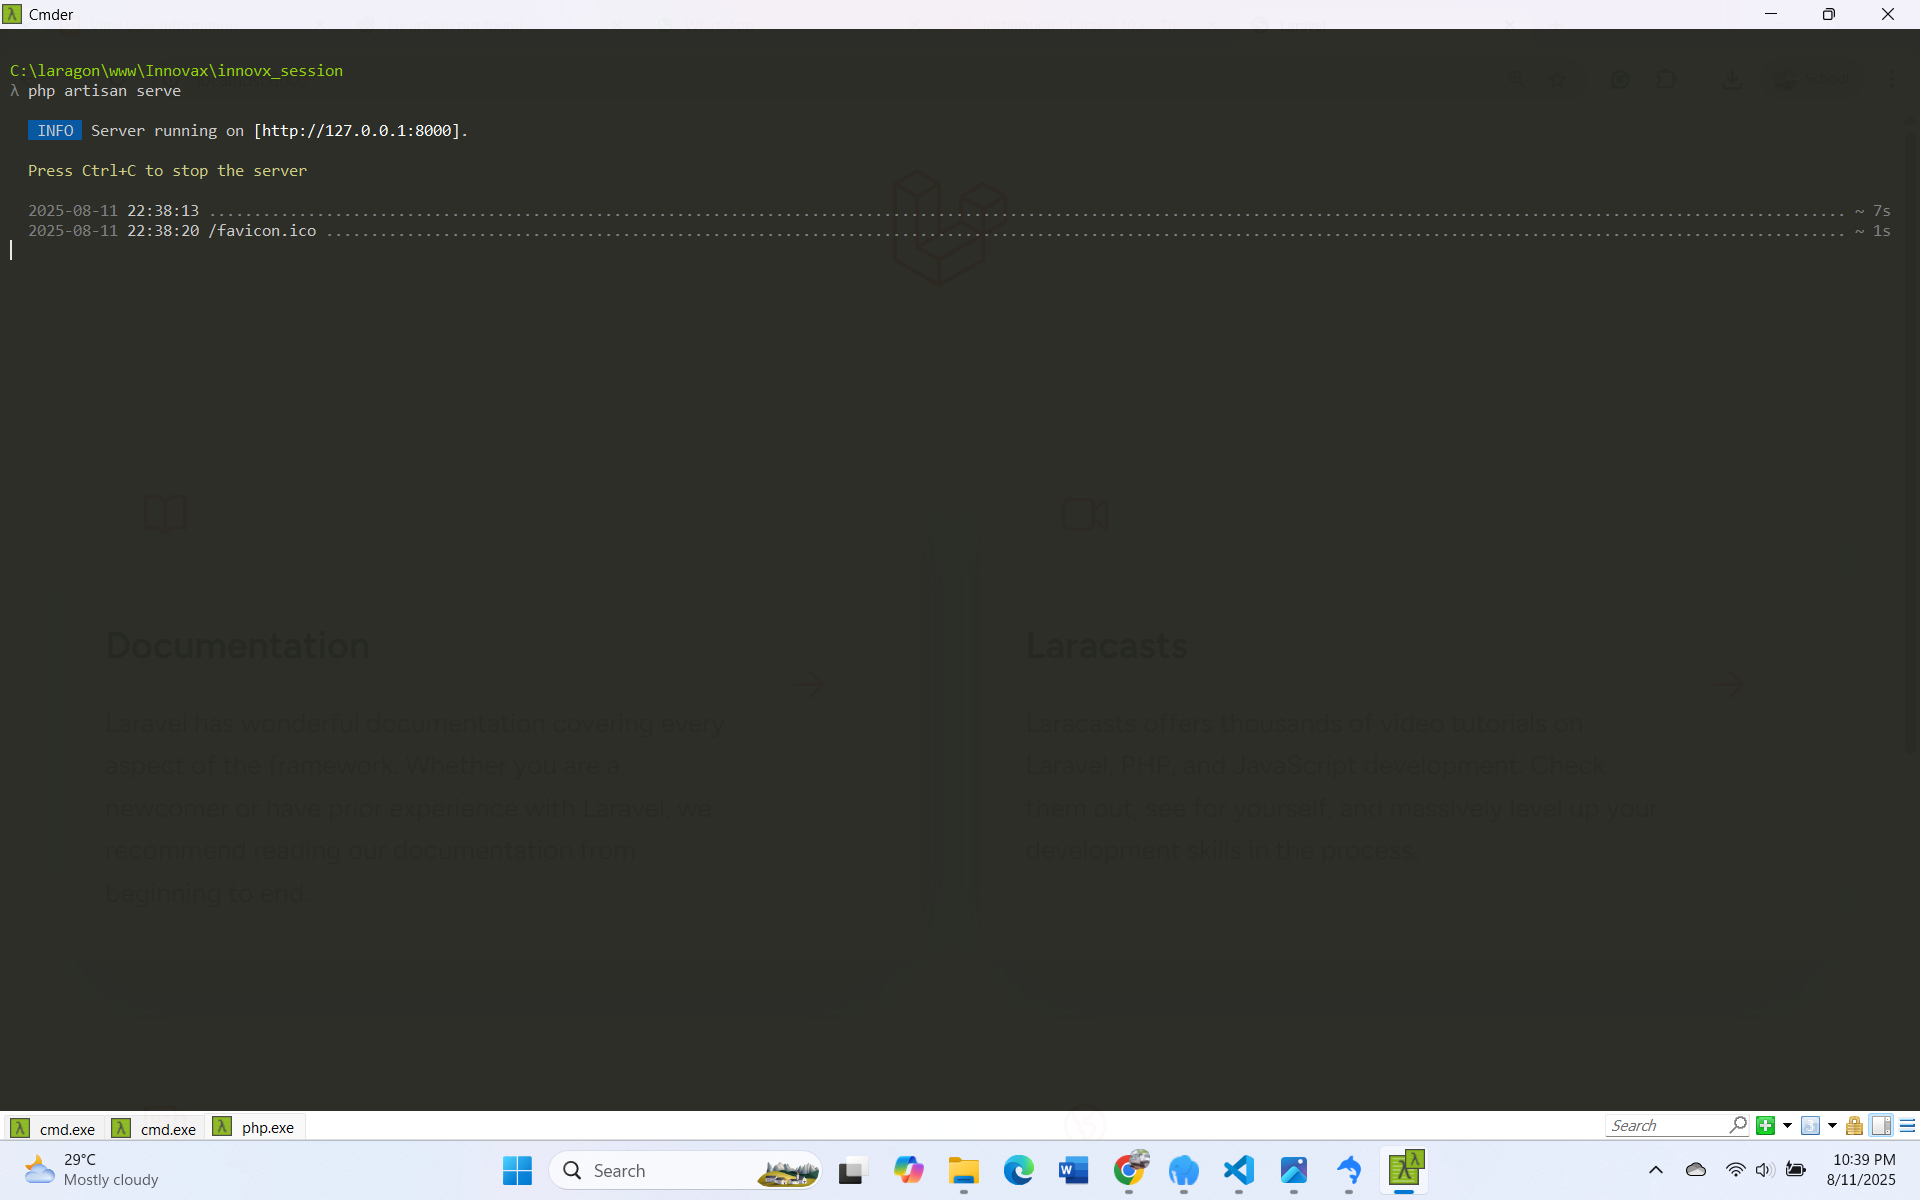 Cmder
C:\laragon\www\Innovax\innovx_session
λ php artisan serve
INFO Server running on [http://127.0.0.1:8000].
Press Ctrl+C to stop the server
2025-08-11 22:38:13 ........................................................................................................................................................................................ ~ 7s
2025-08-11 22:38:20 /favicon.ico ........................................................................................................................................................................... ~ 1s
Documentation
Laravel has wonderful documentation covering every
aspect of the framework. Whether you are a
newcomer or have prior experience with Laravel, we
recommend reading our documentation from
beginning to end
Laracasts
Laracasts offers thousands of video tutorials on
Laravel, PHP, and JavaScript development. Check
them out, see for yourself, and massively level up your
development skills in the process.
cmd.exe
cmd.exe
php.exe
Search
29°C
Mostly cloudy
Search
10:39 PM
8/11/2025